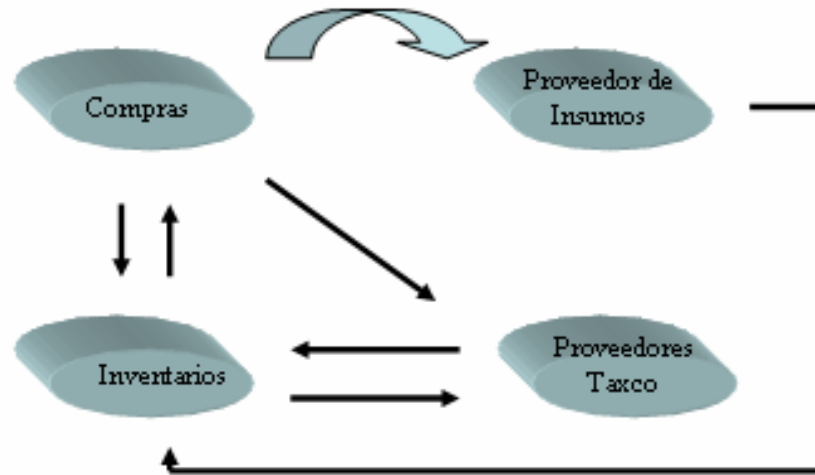 Compras
Proveedor de
Insumos
Inventarios
Proveedores
Taxco